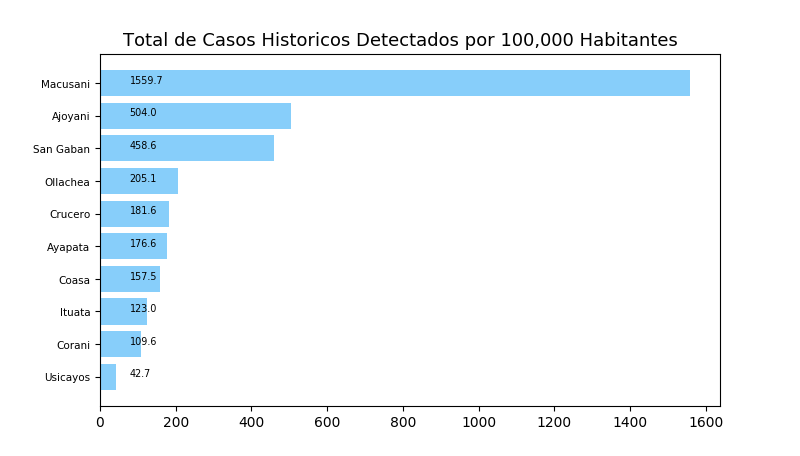 Total de Casos Historicos Detectados por 100,000 Habitantes
Macusani 1559.7
Ajoyani 504.0
San Gaban 458.6
Ollachea 205.1
Crucero 181.6
Ayapata 176.6
Coasa 157.5
Ituata 123.0
Corani 109.6
Usicayos 42.7
0 200 400 600 800 1000 1200 1400 1600